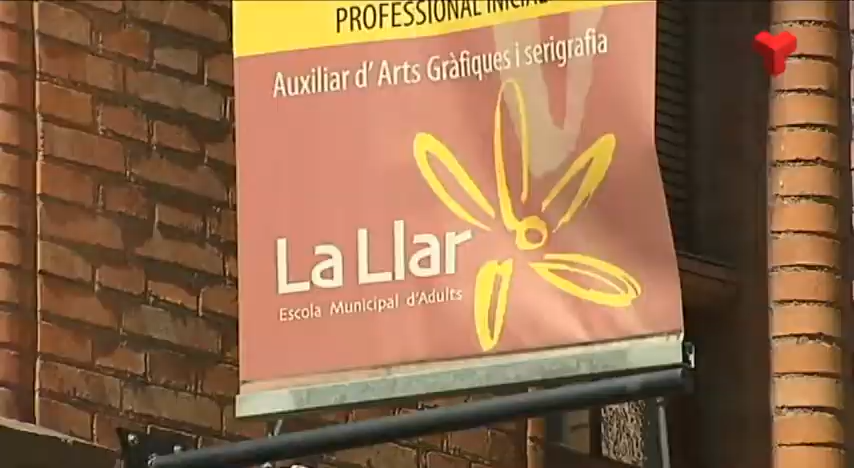 PROFESSIONAL INICIAL
Auxiliar d'Arts Gràfiques i serigrafia
La Llar
Escola Municipal d'Adults